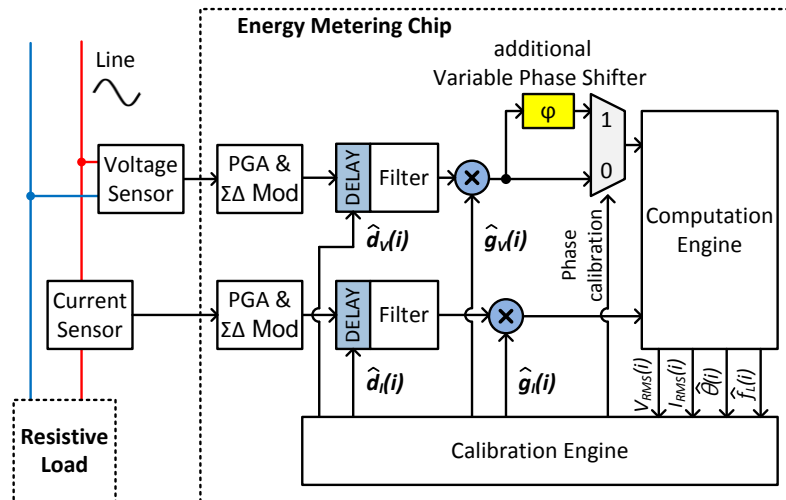 Energy Metering Chip
additional
Variable Phase Shifter
Line
φ
1
0
Voltage
Sensor
PGA &
ΣΔ Mod
DELAY
Filter
×
d̂V(i)
ĝV(i)
Phase
calibration
Computation
Engine
Current
Sensor
PGA &
ΣΔ Mod
DELAY
Filter
×
d̂I(i)
ĝI(i)
VRMS(i)
IRMS(i)
θ̂(i)
f̂L(i)
Resistive
Load
Calibration Engine